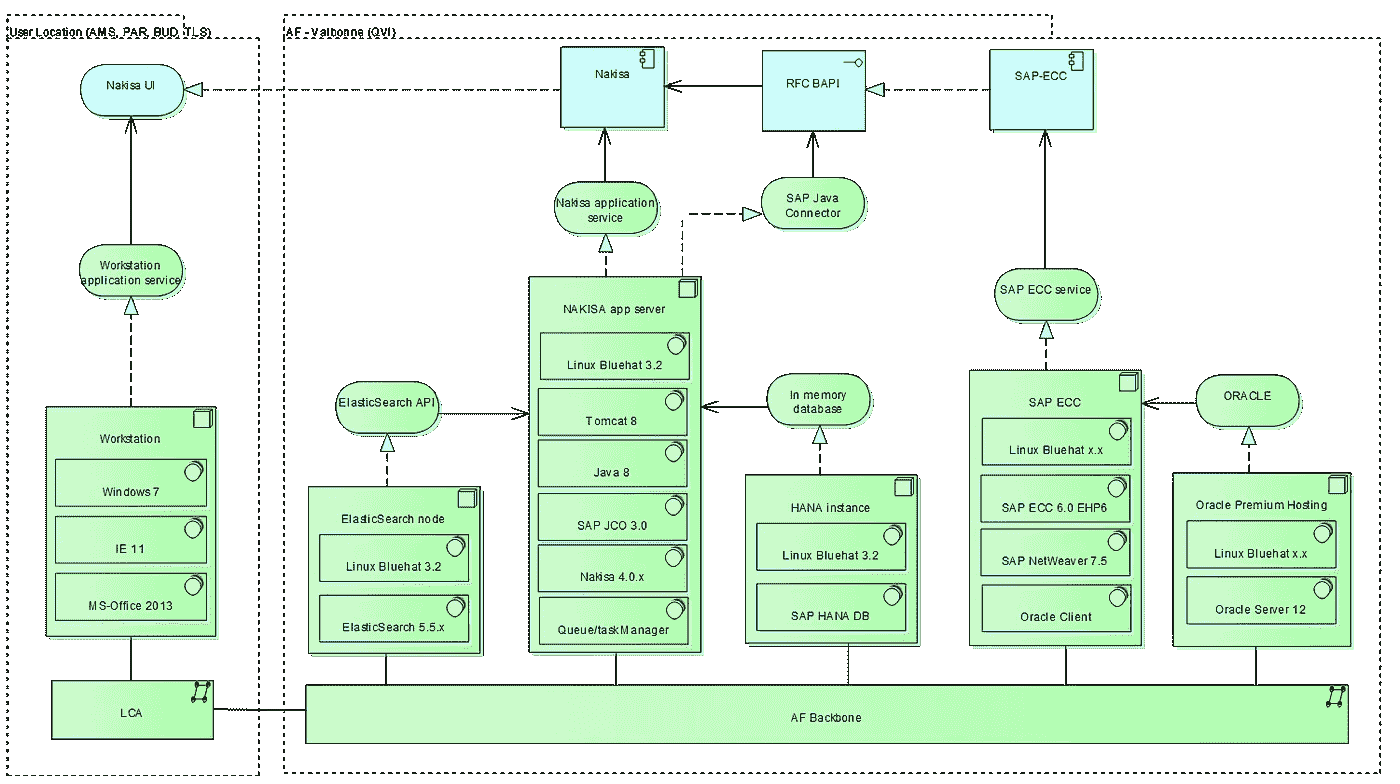 User Location (AMS, PAR, BUD, TLS)
AF - Valbonne (QVI)
Nakisa UI
Nakisa
RFC BAPI
SAP-ECC
Nakisa application
service
SAP Java
Connector
Workstation
application service
SAP ECC service
NAKISA app server
Linux Bluehat 3.2
Tomcat 8
Java 8
SAP JCO 3.0
Nakisa 4.0.x
Queue/taskManager
ElasticSearch API
In memory
database
ORACLE
Workstation
Windows 7
IE 11
MS-Office 2013
ElasticSearch node
Linux Bluehat 3.2
ElasticSearch 5.5.x
HANA instance
Linux Bluehat 3.2
SAP HANA DB
SAP ECC
Linux Bluehat x.x
SAP ECC 6.0 EHP6
SAP NetWeaver 7.5
Oracle Client
Oracle Premium Hosting
Linux Bluehat x.x
Oracle Server 12
LCA
AF Backbone